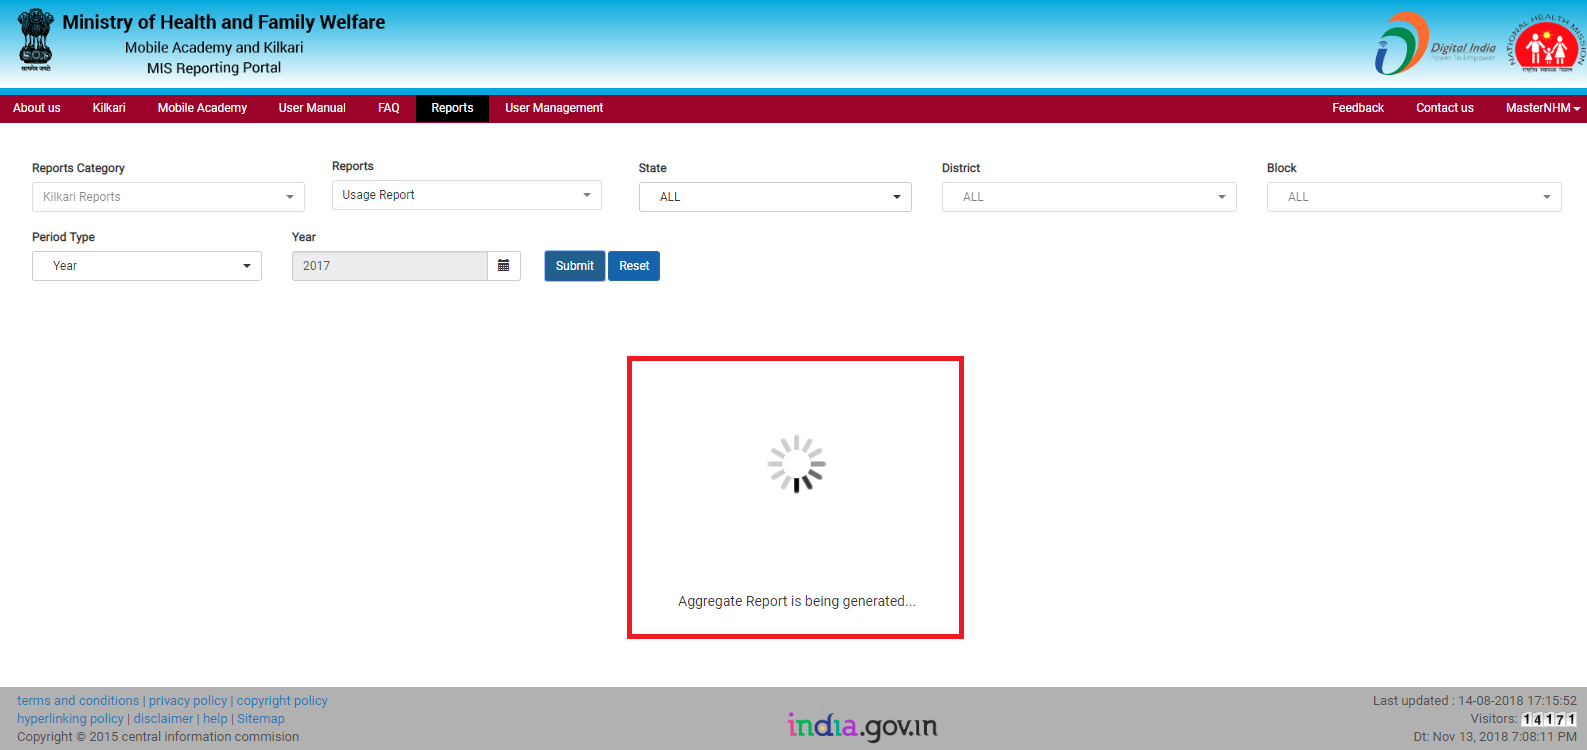 Ministry of Health and Family Welfare
Mobile Academy and Kilkari
MIS Reporting Portal
सत्यमेव जयते
Digital India
Power To Empower
NATIONAL HEALTH MISSION
राष्ट्रीय स्वास्थ्य मिशन
About us Kilkari Mobile Academy User Manual FAQ Reports User Management Feedback Contact us MasterNHM
Reports Category Reports State District Block
Kilkari Reports Usage Report ALL ALL ALL
Period Type Year
Year 2017 Submit Reset
Aggregate Report is being generated...
terms and conditions | privacy policy | copyright policy
hyperlinking policy | disclaimer | help | Sitemap
Copyright © 2015 central information commision
india.gov.in
Last updated : 14-08-2018 17:15:52
Visitors: 14171
Dt: Nov 13, 2018 7:08:11 PM